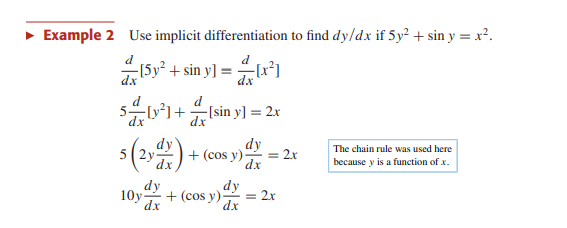 ▶ Example 2 Use implicit differentiation to find dy/dx if 5y² + sin y = x².
d/dx[5y² + sin y] = d/dx[x²]
5 d/dx[y²] + d/dx[sin y] = 2x
5(2y dy/dx) + (cos y) dy/dx = 2x
The chain rule was used here
because y is a function of x.
10y dy/dx + (cos y) dy/dx = 2x